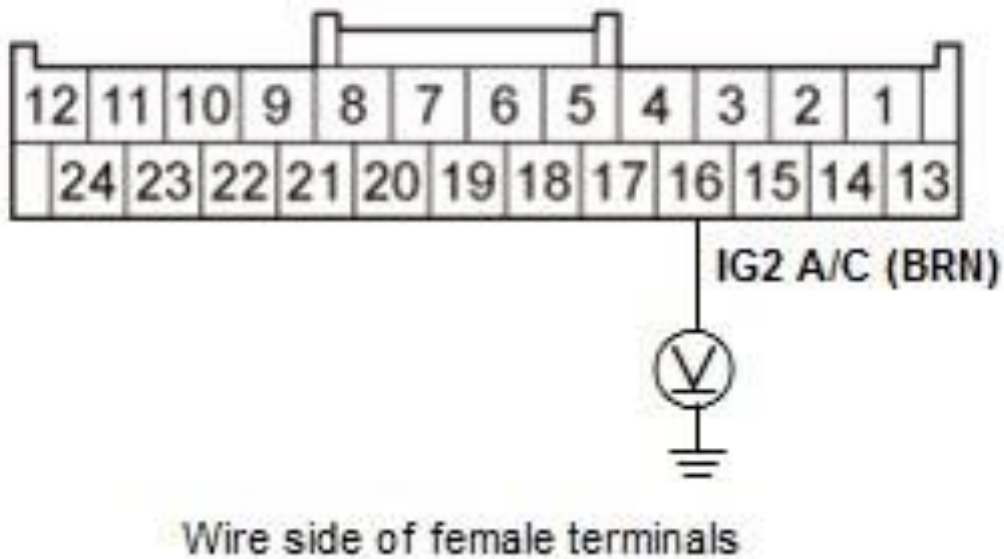 12 11 10 9 8 7 6 5 4 3 2 1
24 23 22 21 20 19 18 17 16 15 14 13
IG2 A/C (BRN)
V
Wire side of female terminals